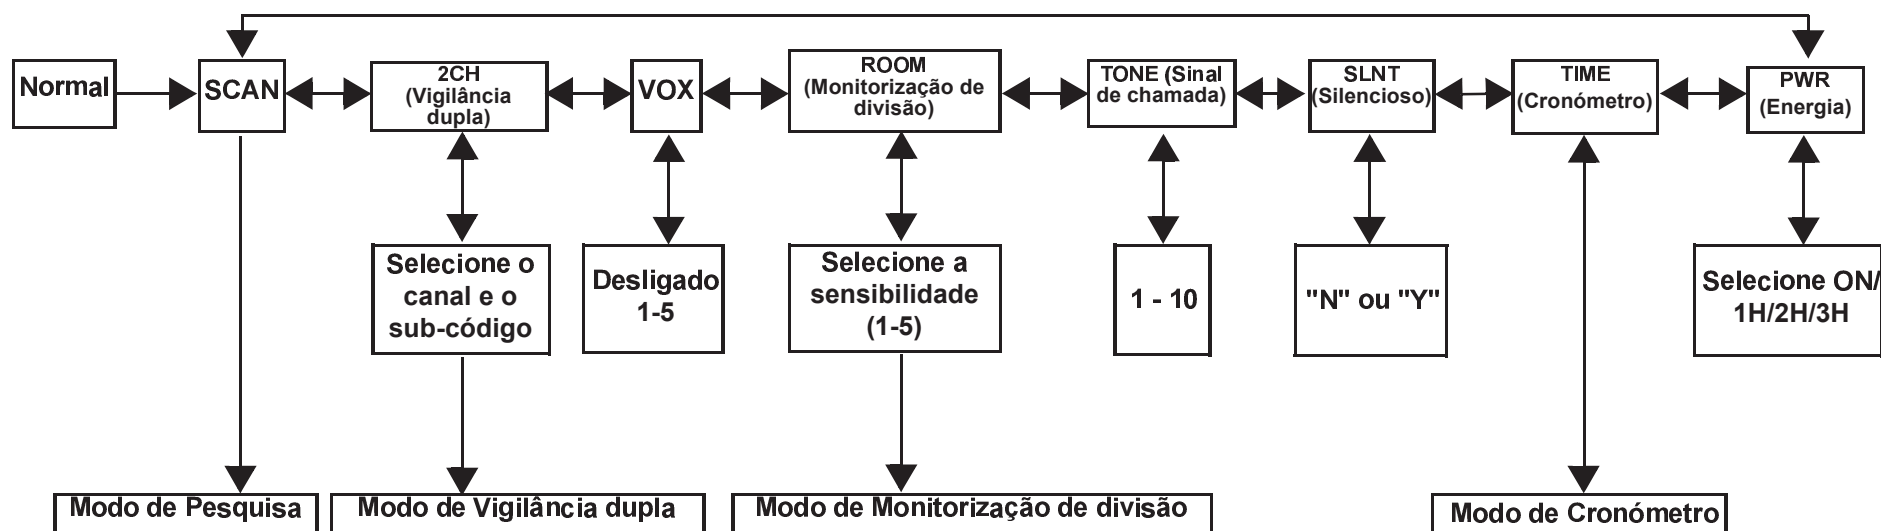 Normal
SCAN
2CH
(Vigilância
dupla)
VOX
ROOM
(Monitorização de
divisão)
TONE (Sinal
de chamada)
SLNT
(Silencioso)
TIME
(Cronómetro)
PWR
(Energia)
Selecione o
canal e o
sub-código
Desligado
1-5
Selecione a
sensibilidade
(1-5)
1 - 10
"N" ou "Y"
Selecione ON/
1H/2H/3H
Modo de Pesquisa
Modo de Vigilância dupla
Modo de Monitorização de divisão
Modo de Cronómetro